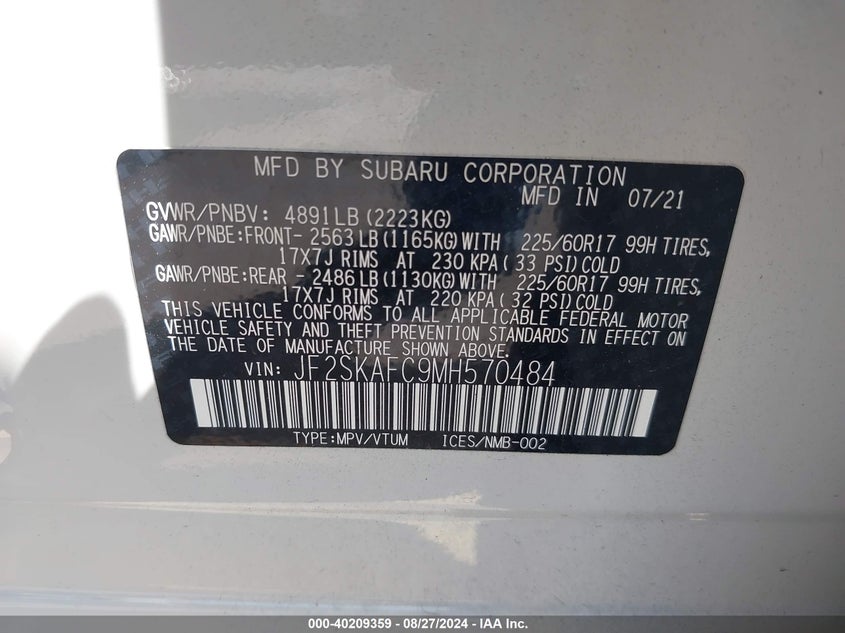 MFD BY SUBARU CORPORATION
MFD IN 07/21
GVWR/PNBV: 4891LB(2223KG)
GAWR/PNBE:FRONT- 2563LB(1165KG)WITH 225/60R17 99H TIRES,
17X7J RIMS AT 230 KPA( 33 PSI)COLD
GAWR/PNBE:REAR - 2486LB(1130KG)WITH 225/60R17 99H TIRES,
17X7J RIMS AT 220 KPA( 32 PSI)COLD
THIS VEHICLE CONFORMS TO ALL APPLICABLE FEDERAL MOTOR
VEHICLE SAFETY AND THEFT PREVENTION STANDARDS IN EFFECT ON
THE DATE OF MANUFACTURE SHOWN ABOVE.
VIN: JF2SKAFC9MH570484
TYPE:MPV/VTUM ICES/NMB-002
000-40209359 - 08/27/2024 - IAA Inc.